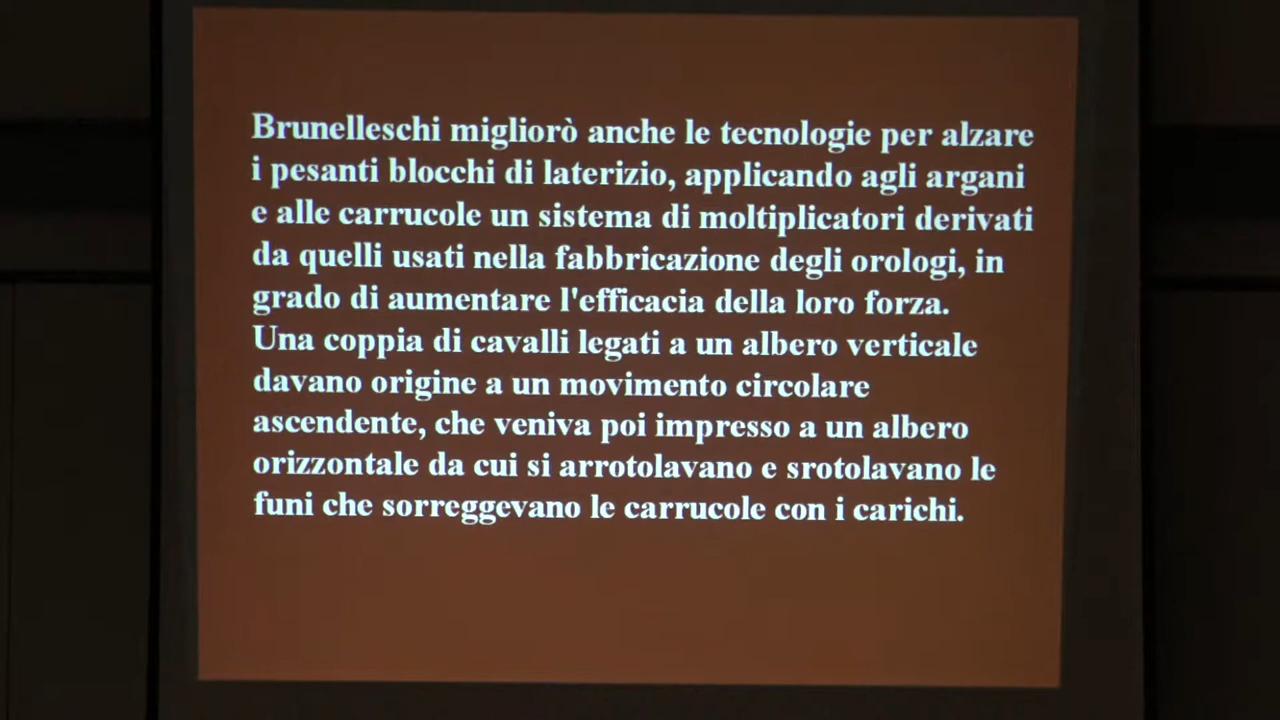 Brunelleschi migliorò anche le tecnologie per alzare
i pesanti blocchi di laterizio, applicando agli argani
e alle carrucole un sistema di moltiplicatori derivati
da quelli usati nella fabbricazione degli orologi, in
grado di aumentare l'efficacia della loro forza.
Una coppia di cavalli legati a un albero verticale
davano origine a un movimento circolare
ascendente, che veniva poi impresso a un albero
orizzontale da cui si arrotolavano e srotolavano le
funi che sorreggevano le carrucole con i carichi.